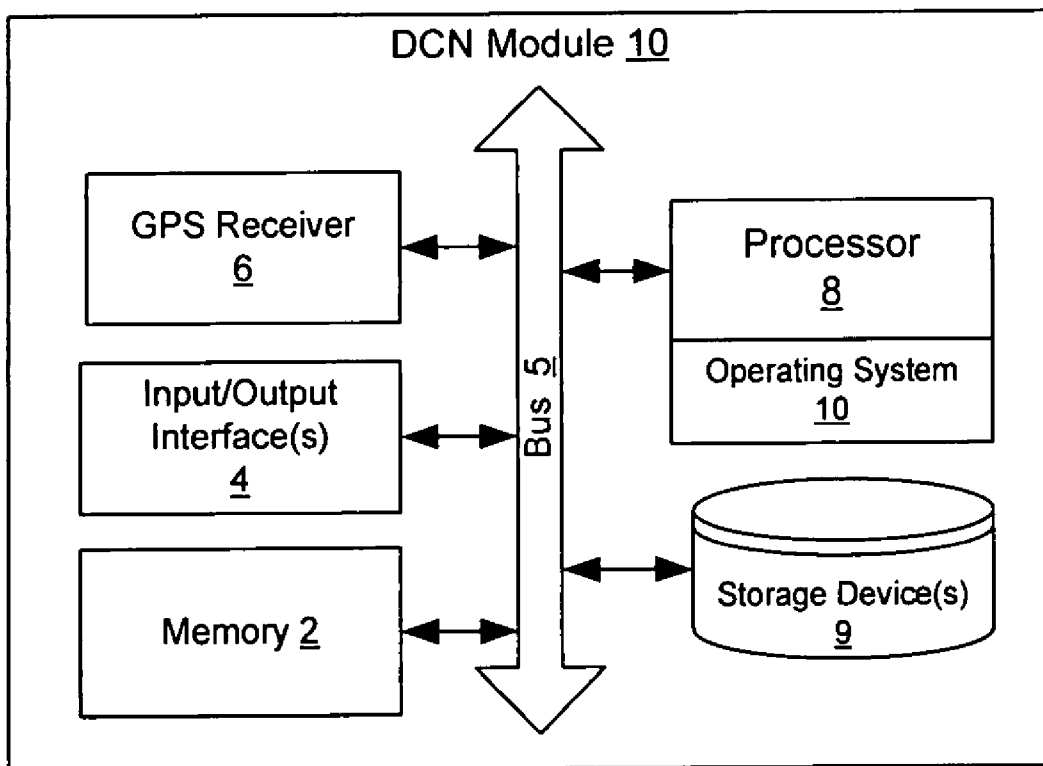 DCN Module 10
GPS Receiver
6
Input/Output
Interface(s)
4
Memory 2
Bus 5
Processor
8
Operating System
10
Storage Device(s)
9